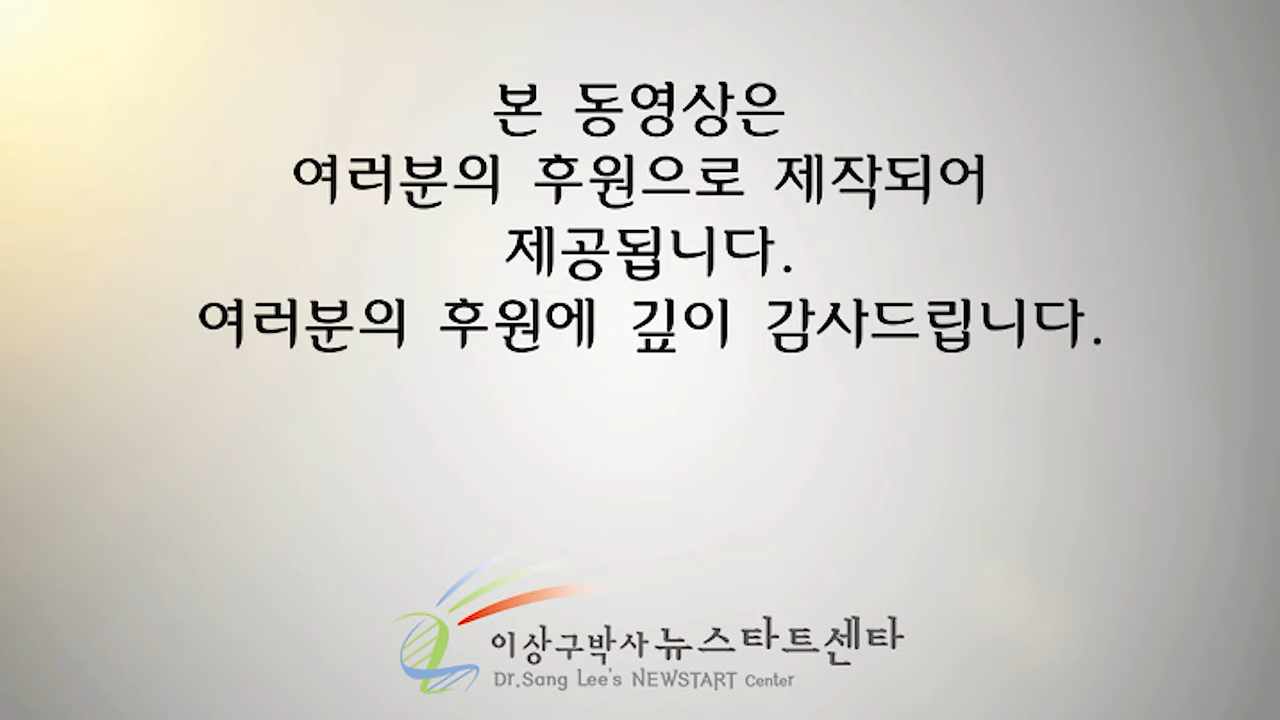 본 동영상은
여러분의 후원으로 제작되어
제공됩니다.
여러분의 후원에 깊이 감사드립니다.
이상구박사뉴스타트센타
Dr.Sang Lee's NEWSTART Center